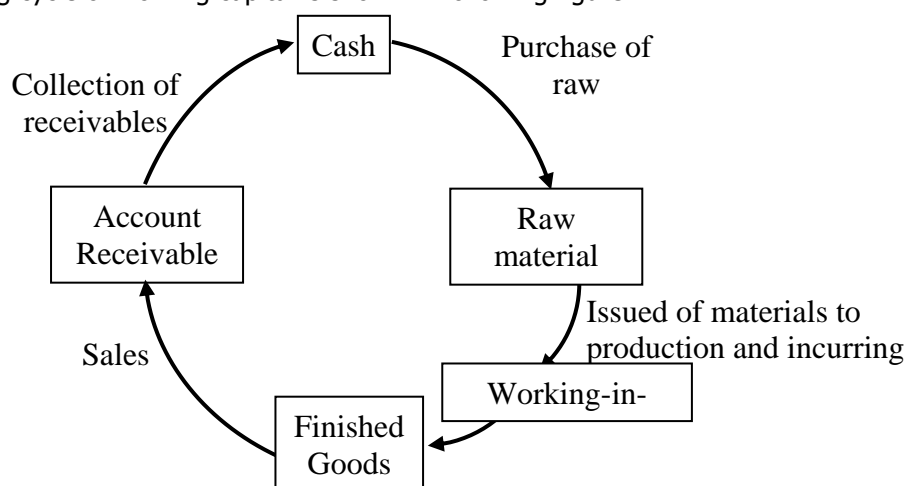 Cash
Purchase of
raw
Collection of
receivables
Account
Receivable
Raw
material
Issued of materials to
production and incurring
Sales
Working-in-
Finished
Goods